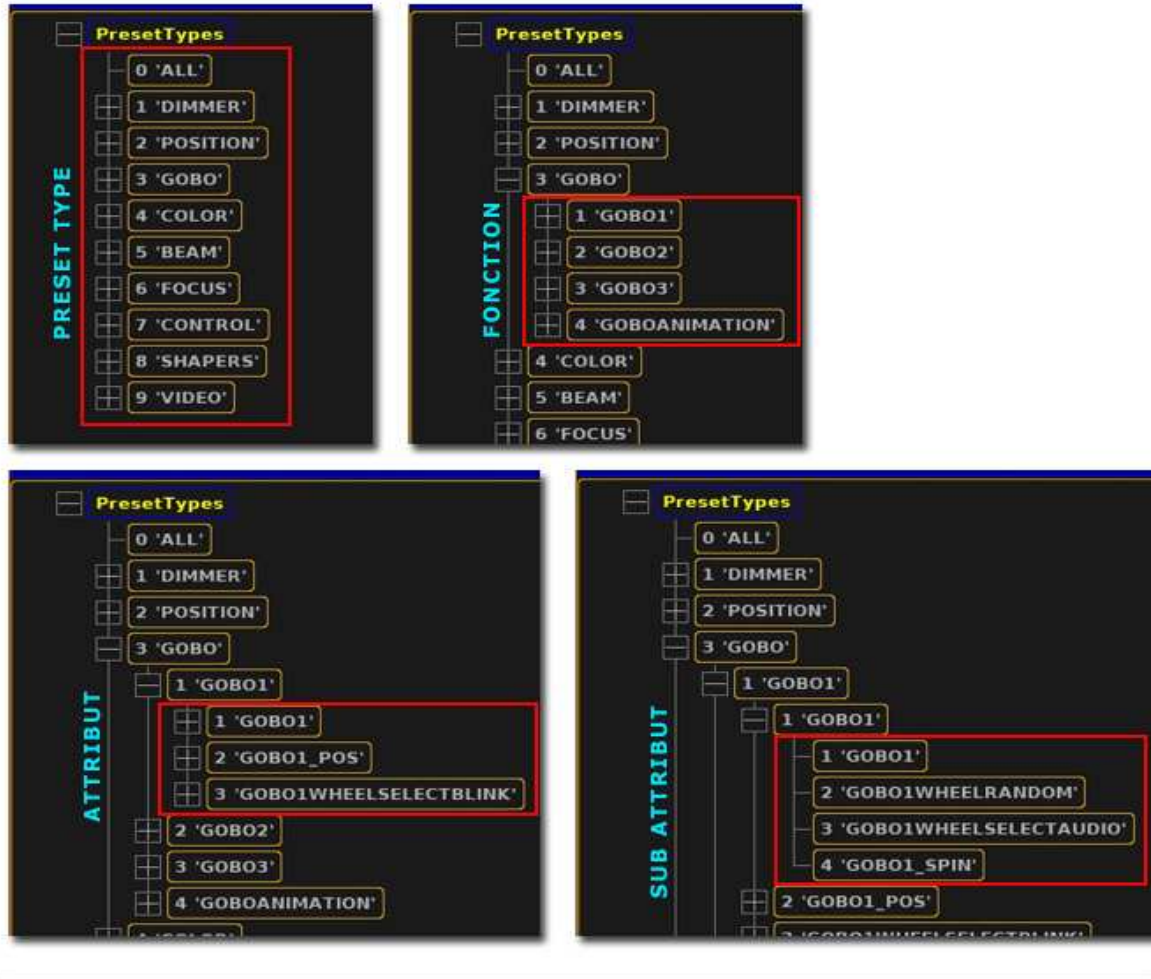 PresetTypes
0 'ALL'
1 'DIMMER'
2 'POSITION'
3 'GOBO'
4 'COLOR'
5 'BEAM'
6 'FOCUS'
7 'CONTROL'
8 'SHAPERS'
9 'VIDEO'
PRESET TYPE
PresetTypes
0 'ALL'
1 'DIMMER'
2 'POSITION'
3 'GOBO'
1 'GOBO1'
2 'GOBO2'
3 'GOBO3'
4 'GOBOANIMATION'
4 'COLOR'
5 'BEAM'
6 'FOCUS'
FONCTION
PresetTypes
0 'ALL'
1 'DIMMER'
2 'POSITION'
3 'GOBO'
1 'GOBO1'
1 'GOBO1'
2 'GOBO1_POS'
3 'GOBO1WHEELSELECTBLINK'
2 'GOBO2'
3 'GOBO3'
4 'GOBOANIMATION'
4 'COLOR'
ATTRIBUT
PresetTypes
0 'ALL'
1 'DIMMER'
2 'POSITION'
3 'GOBO'
1 'GOBO1'
1 'GOBO1'
1 'GOBO1'
2 'GOBO1WHEELRANDOM'
3 'GOBO1WHEELSELECTAUDIO'
4 'GOBO1_SPIN'
2 'GOBO1_POS'
3 'GOBO1WHEELSELECTBLINK'
SUB ATTRIBUT